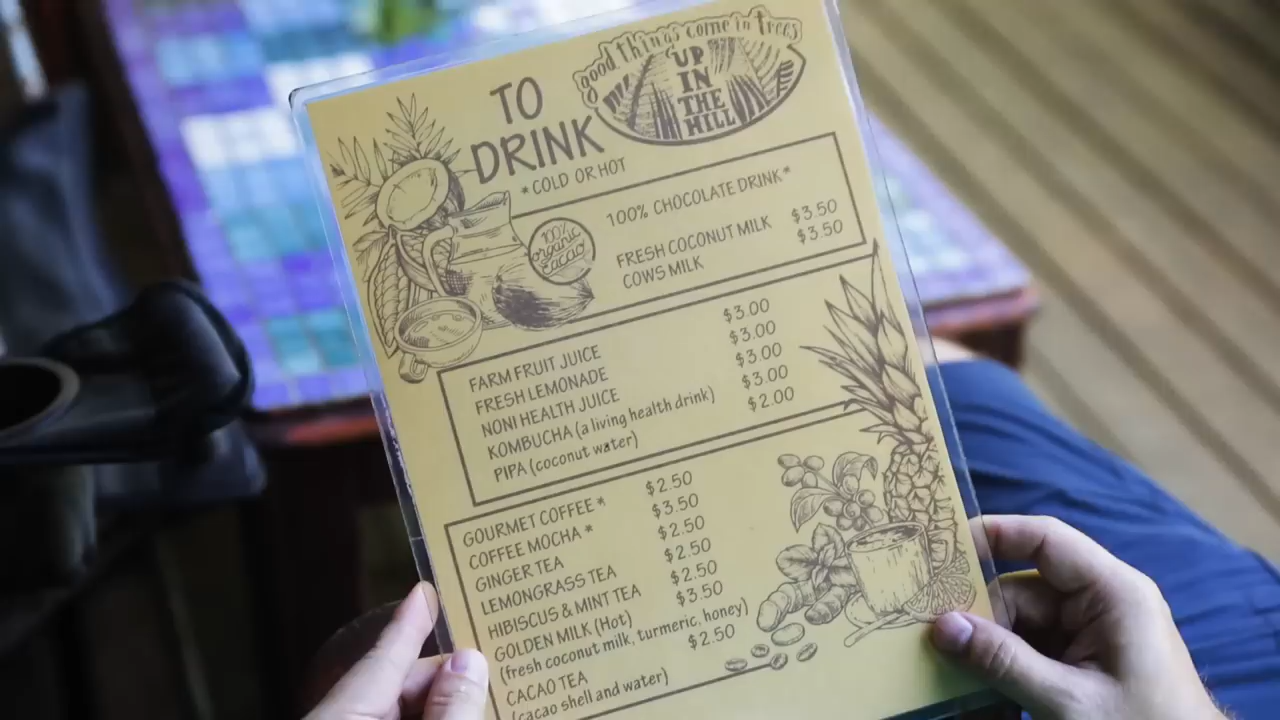 good things come in trees
UP
IN
THE
HILL
TO
DRINK
*COLD OR HOT
100% CHOCOLATE DRINK*
100%
organic
cacao
FRESH COCONUT MILK $3.50
COWS MILK $3.50
FARM FRUIT JUICE $3.00
FRESH LEMONADE $3.00
NONI HEALTH JUICE $3.00
KOMBUCHA (a living health drink) $3.00
PIPA (coconut water) $2.00
GOURMET COFFEE* $2.50
COFFEE MOCHA* $3.50
GINGER TEA $2.50
LEMONGRASS TEA $2.50
HIBISCUS & MINT TEA $2.50
GOLDEN MILK (Hot) $3.50
(fresh coconut milk, turmeric, honey)
CACAO TEA $2.50
(cacao shell and water)